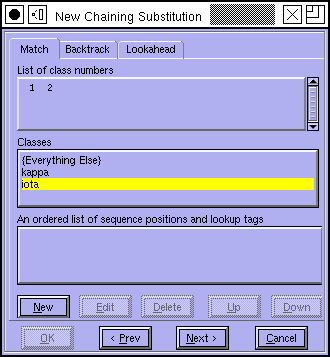 New Chaining Substitution
Match Backtrack Lookahead
List of class numbers
1 2
Classes
{Everything Else}
kappa
iota
An ordered list of sequence positions and lookup tags
New Edit Delete Up Down
OK < Prev Next > Cancel